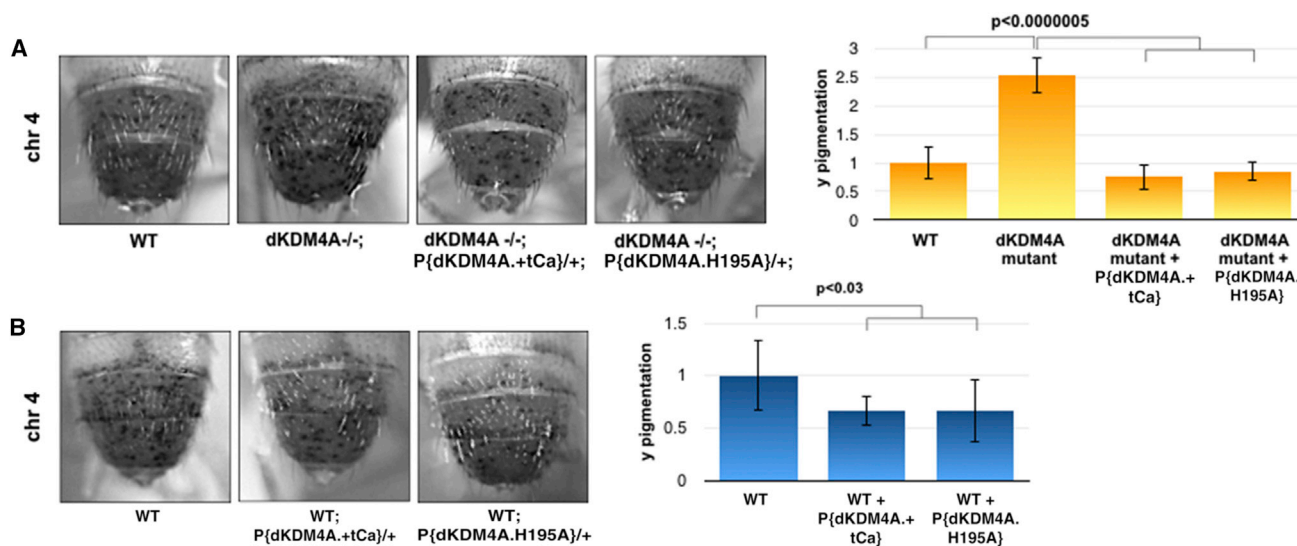 A
chr 4
WT
dKDM4A-/-;
dKDM4A -/-;
P{dKDM4A.+tCa}/+;
dKDM4A -/-;
P{dKDM4A.H195A}/+;
p<0.0000005
y pigmentation
3
2.5
2
1.5
1
0.5
0
WT
dKDM4A
mutant
dKDM4A
mutant +
P{dKDM4A.+
tCa}
dKDM4A
mutant +
P{dKDM4A.
H195A}
B
chr 4
WT
WT;
P{dKDM4A.+tCa}/+
WT;
P{dKDM4A.H195A}/+
p<0.03
y pigmentation
1.5
1
0.5
0
WT
WT +
P{dKDM4A.+
tCa}
WT +
P{dKDM4A.
H195A}